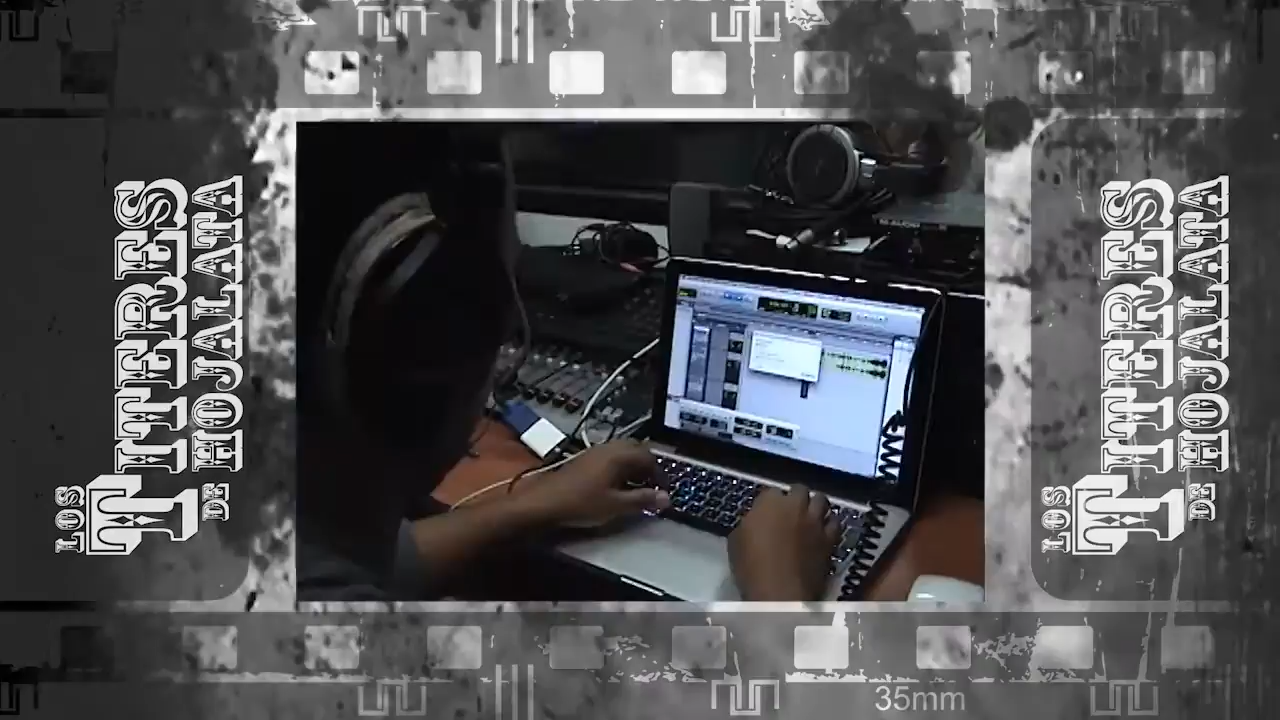 LOS
TITERES
DE
HOJALATA
LOS
TITERES
DE
HOJALATA
35mm